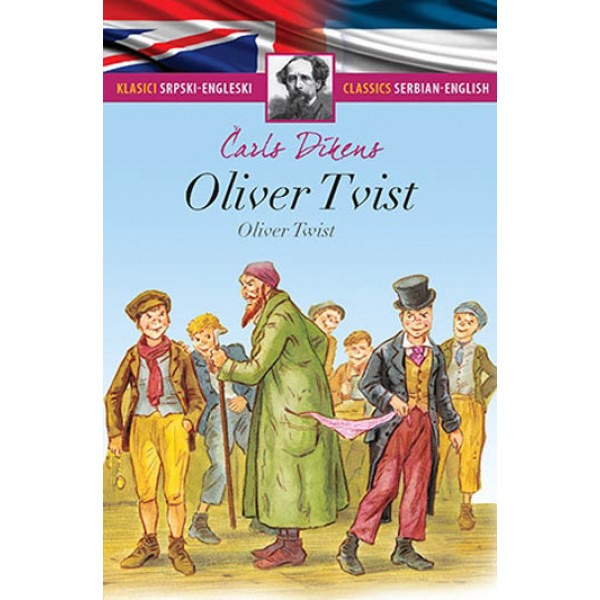 KLASICI SRPSKI-ENGLESKI
CLASSICS SERBIAN-ENGLISH
Čarls Dikens
Oliver Tvist
Oliver Twist